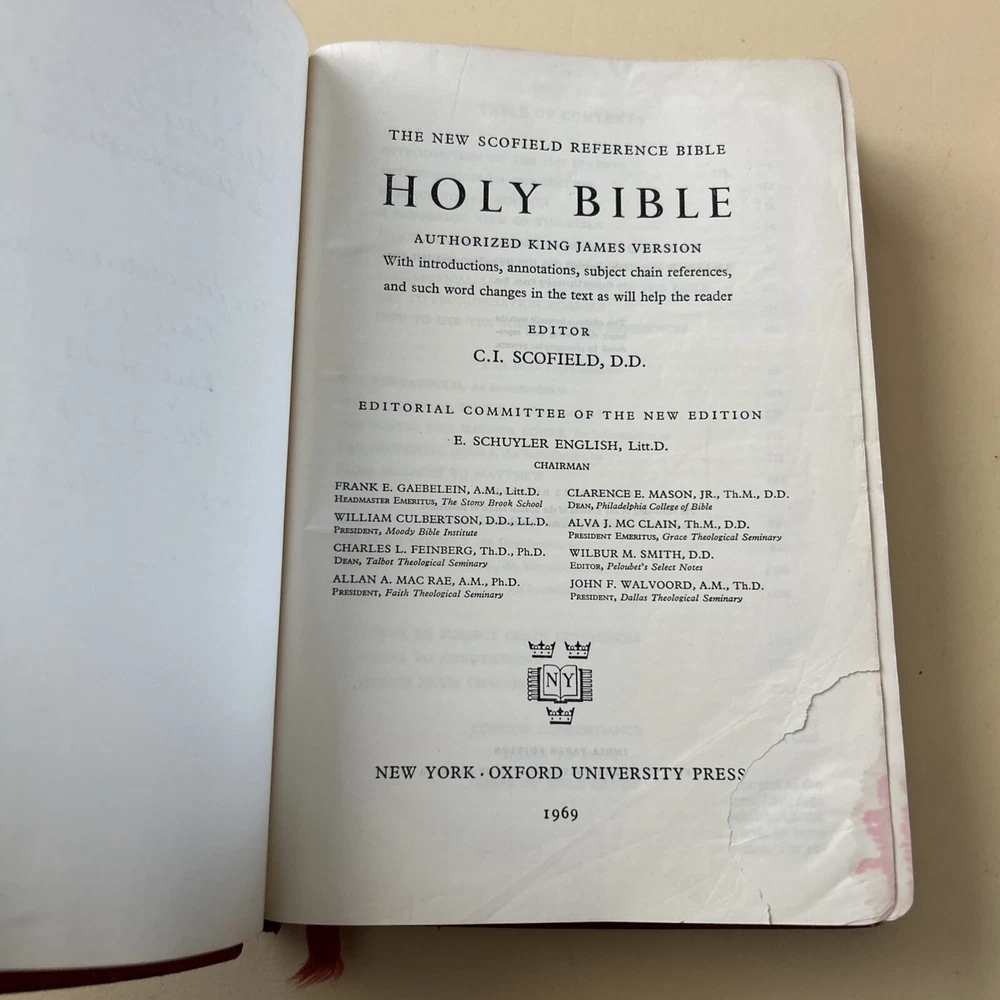 THE NEW SCOFIELD REFERENCE BIBLE
HOLY BIBLE
AUTHORIZED KING JAMES VERSION
With introductions, annotations, subject chain references,
and such word changes in the text as will help the reader
EDITOR
C.I. SCOFIELD, D.D.
EDITORIAL COMMITTEE OF THE NEW EDITION
E. SCHUYLER ENGLISH, Litt.D.
CHAIRMAN
FRANK E. GAEBELEIN, A.M., Litt.D.
HEADMASTER EMERITUS, The Stony Brook School
WILLIAM CULBERTSON, D.D., LL.D.
PRESIDENT, Moody Bible Institute
CHARLES L. FEINBERG, Th.D., Ph.D.
DEAN, Talbot Theological Seminary
ALLAN A. MAC RAE, A.M., Ph.D.
PRESIDENT, Faith Theological Seminary
CLARENCE E. MASON, JR., Th.M., D.D.
DEAN, Philadelphia College of Bible
ALVA J. MC CLAIN, Th.M., D.D.
PRESIDENT EMERITUS, Grace Theological Seminary
WILBUR M. SMITH, D.D.
EDITOR, Peloubet's Select Notes
JOHN F. WALVOORD, A.M., Th.D.
PRESIDENT, Dallas Theological Seminary
NY
NEW YORK · OXFORD UNIVERSITY PRESS
1969